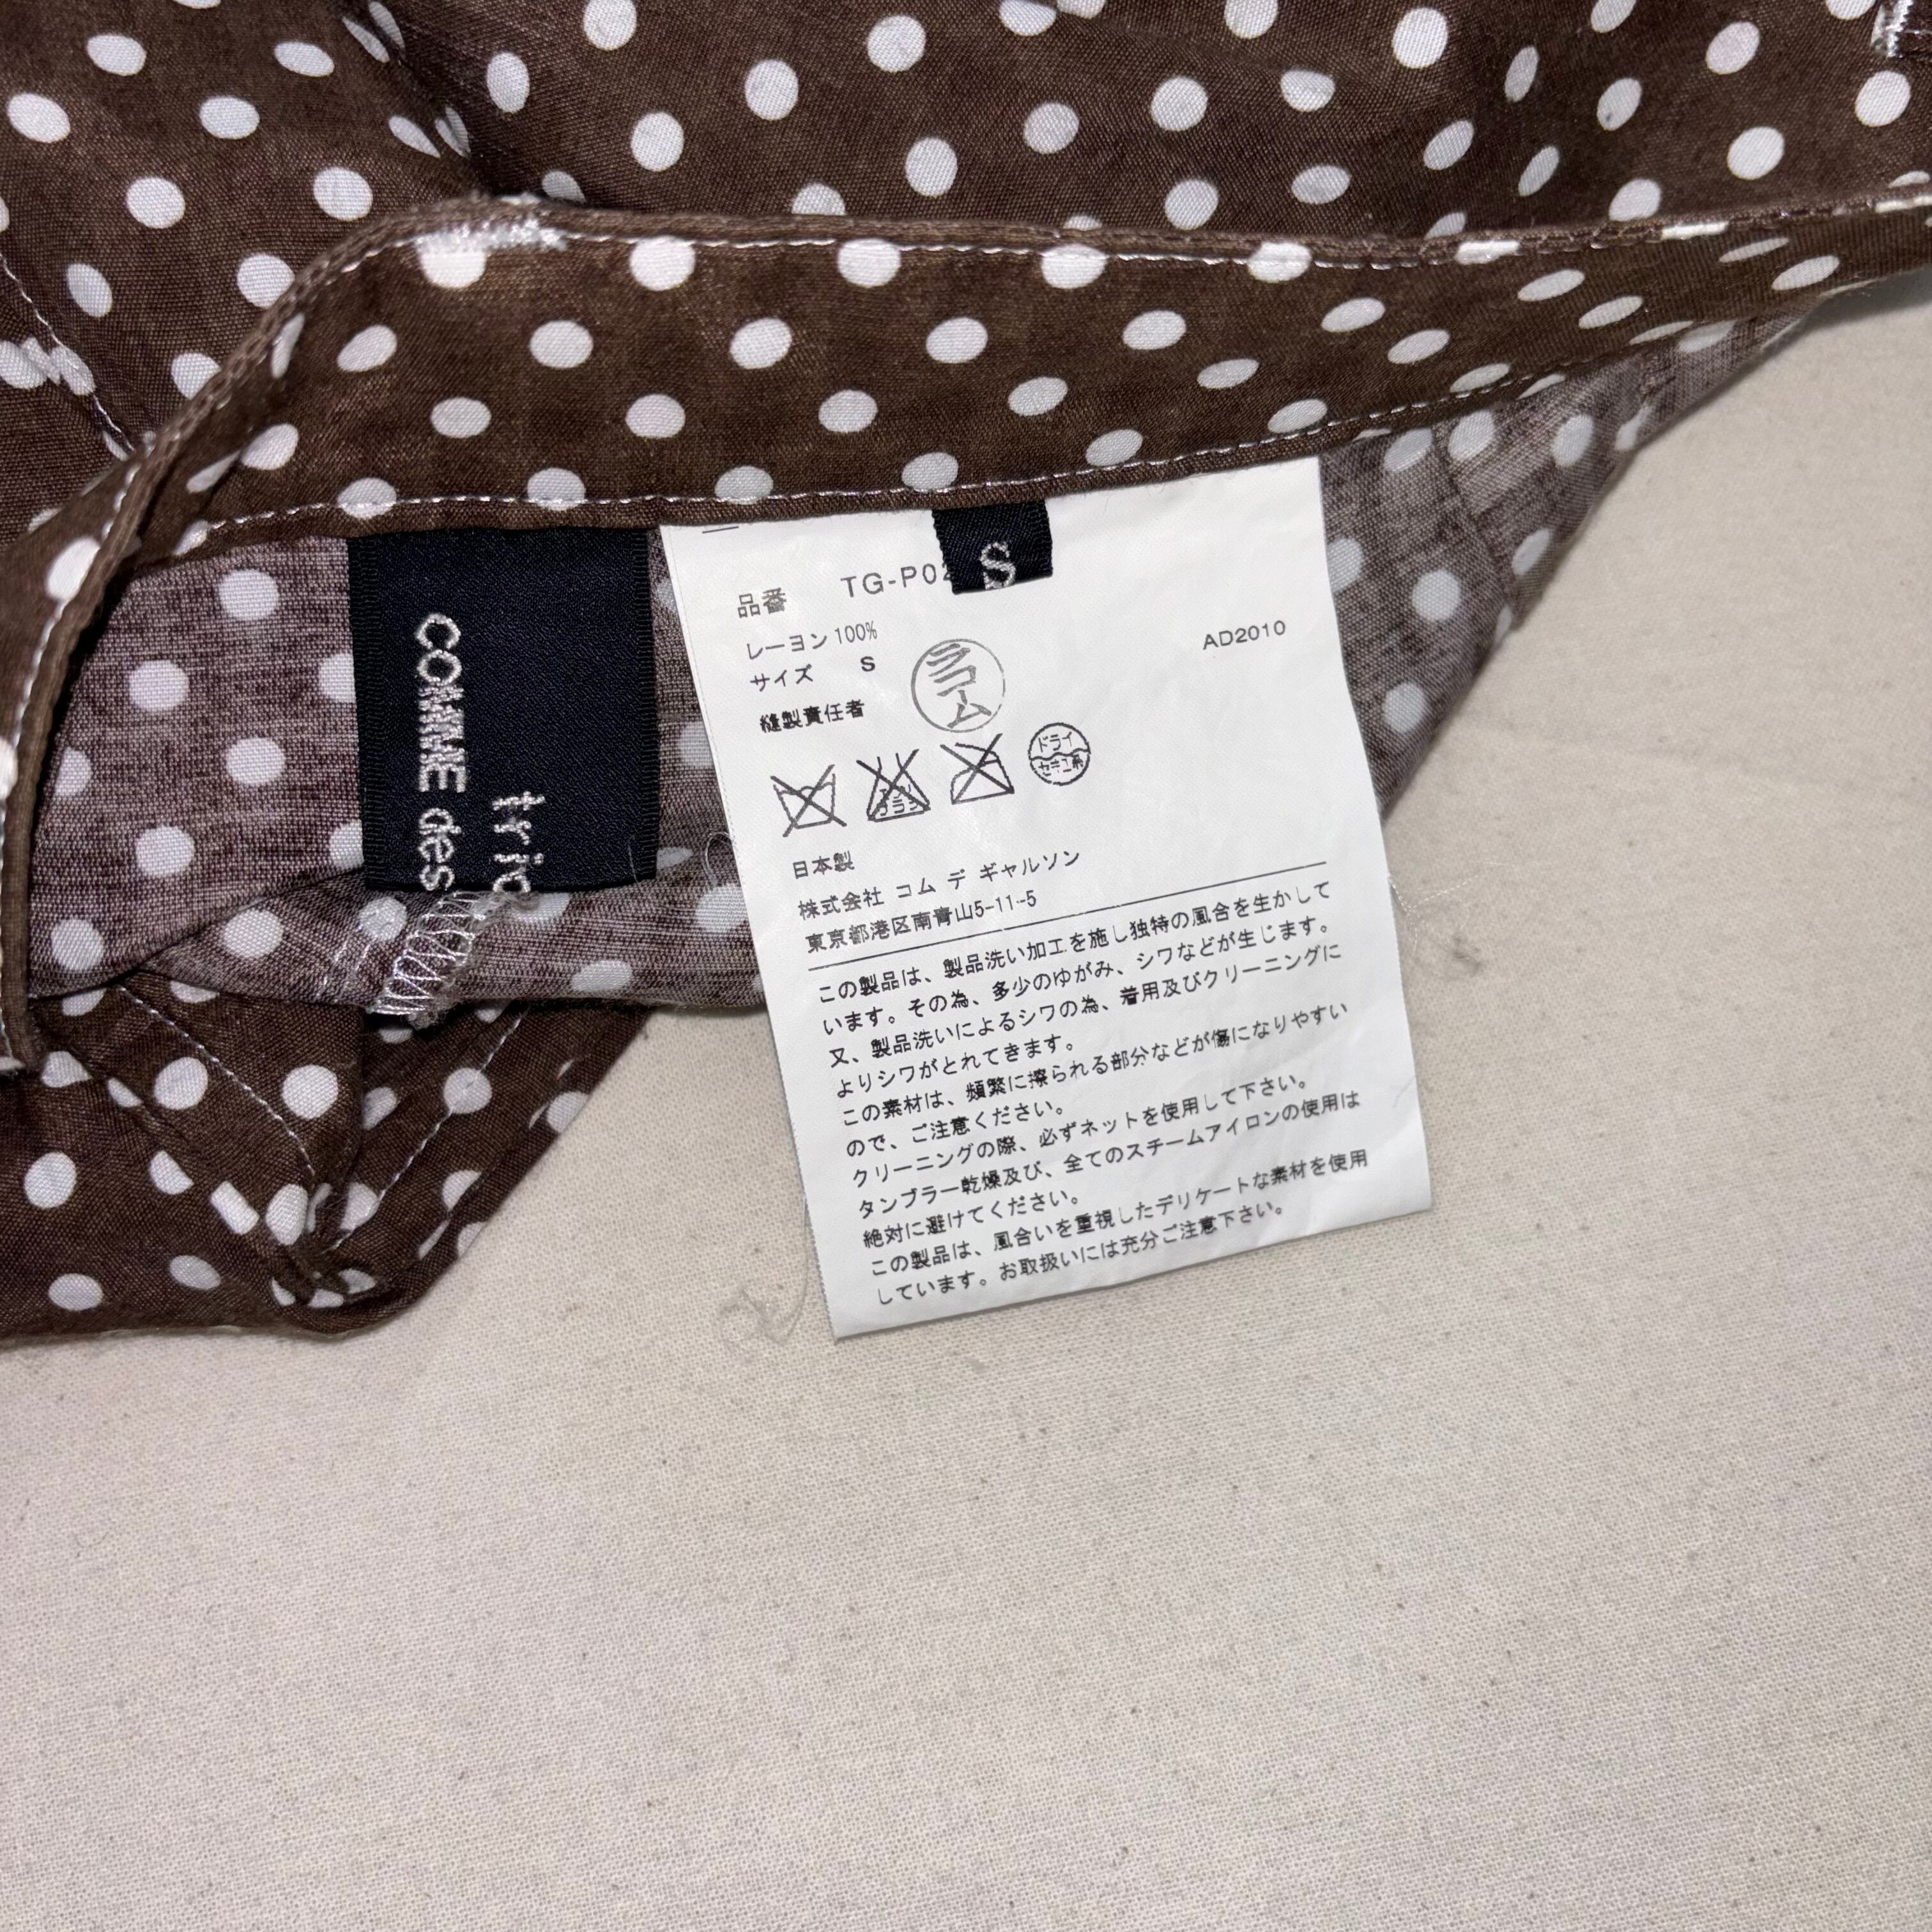 COMME des
S
品番 TG-P02
レーヨン 100%
サイズ S
AD2010
縫製責任者 ラコーム
ドライ
セキユ系
日本製
株式会社 コム デ ギャルソン
東京都港区南青山5-11-5
この製品は、製品洗い加工を施し独特の風合を生かして
います。その為、多少のゆがみ、シワなどが生じます。
又、製品洗いによるシワの為、着用及びクリーニングに
よりシワがとれてきます。
この素材は、頻繁に擦られる部分などが傷になりやすい
ので、ご注意ください。
クリーニングの際、必ずネットを使用して下さい。
タンブラー乾燥及び、全てのスチームアイロンの使用は
絶対に避けてください。
この製品は、風合いを重視したデリケートな素材を使用
しています。お取扱いには充分ご注意下さい。